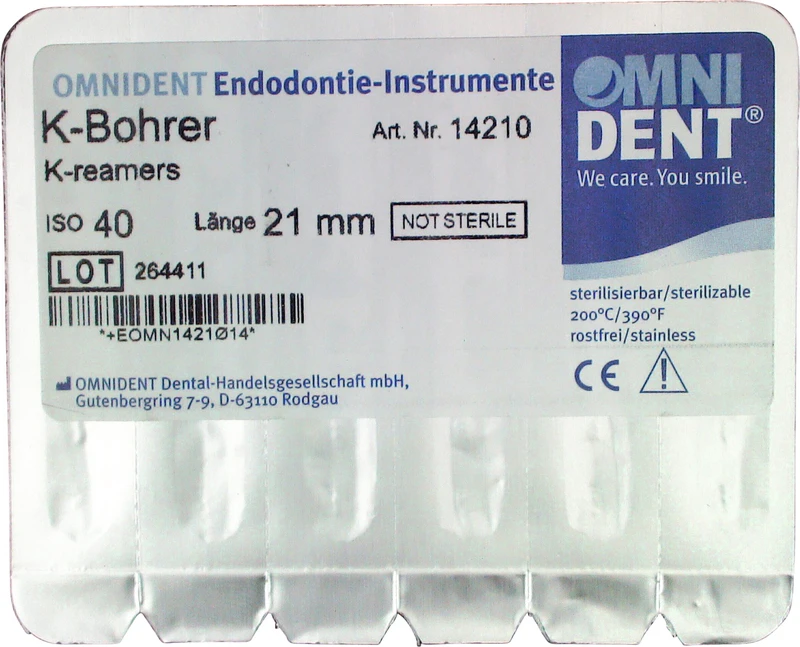 OMNIDENT Endodontie-Instrumente
K-Bohrer
Art. Nr. 14210
K-reamers
ISO 40 Länge 21 mm NOT STERILE
LOT 264411
*+EOMN1421Ø14*
OMNIDENT Dental-Handelsgesellschaft mbH,
Gutenbergring 7-9, D-63110 Rodgau
OMNI
DENT®
We care. You smile.
sterilisierbar/sterilizable
200°C/390°F
rostfrei/stainless
CE